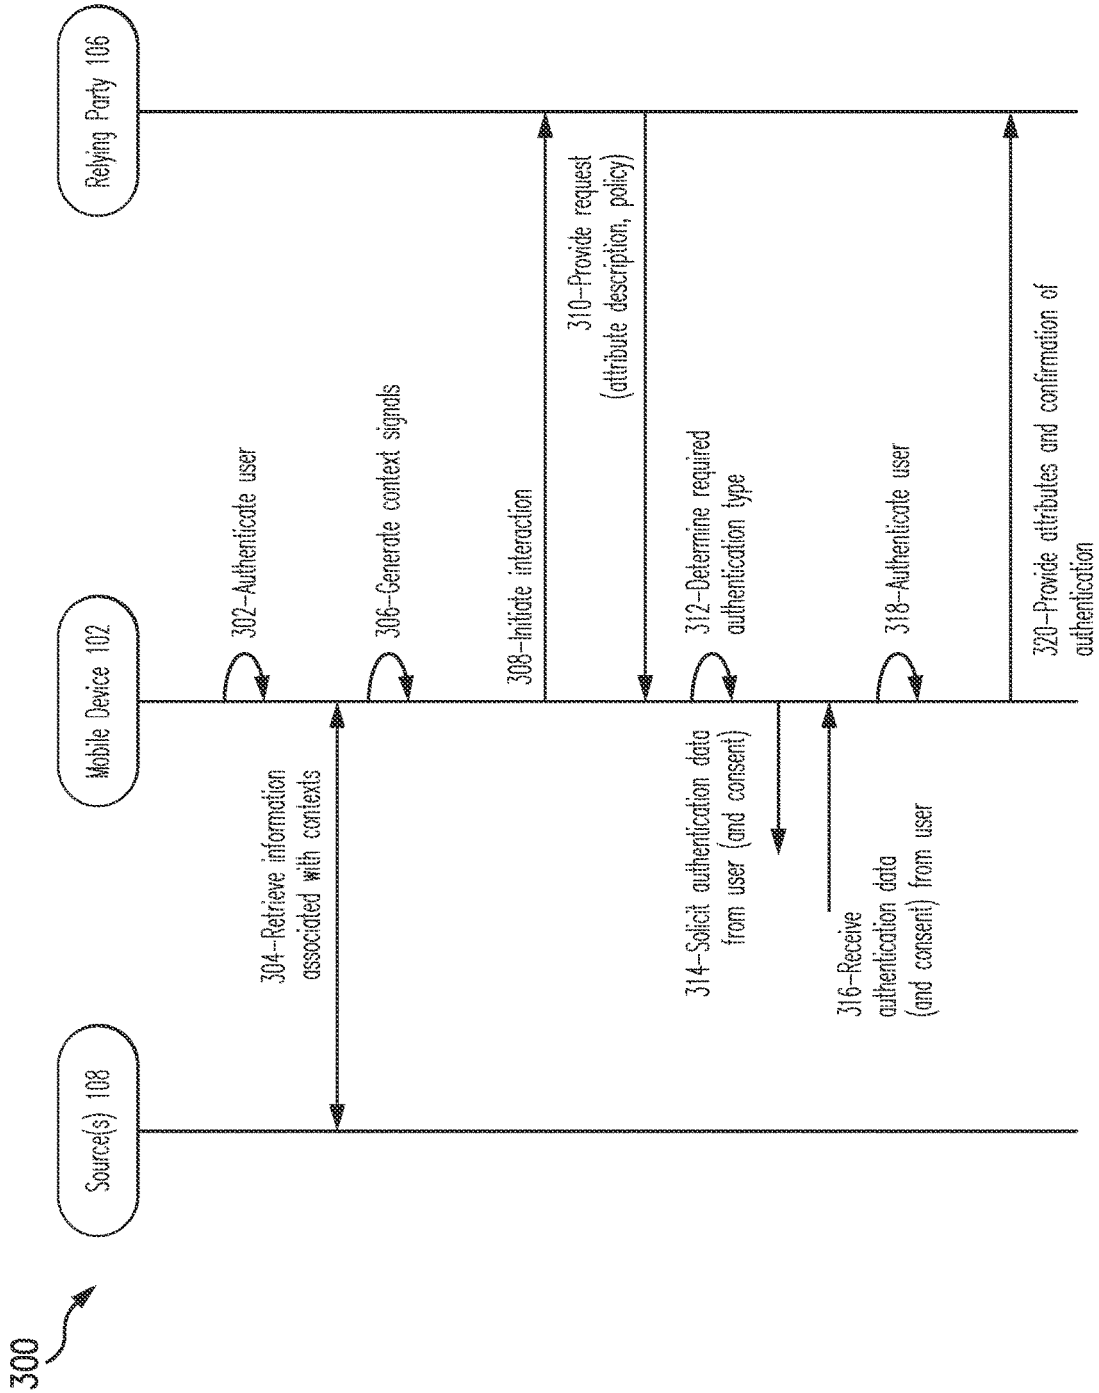 300
Source(s) 108
Mobile Device 102
Relying Party 106
302–Authenticate user
304–Retrieve information
associated with contexts
306–Generate context signals
308–Initiate interaction
310–Provide request
(attribute description, policy)
312–Determine required
authentication type
314–Solicit authentication data
from user (and consent)
316–Receive
authentication data
(and consent) from user
318–Authenticate user
320–Provide attributes and confirmation of
authentication